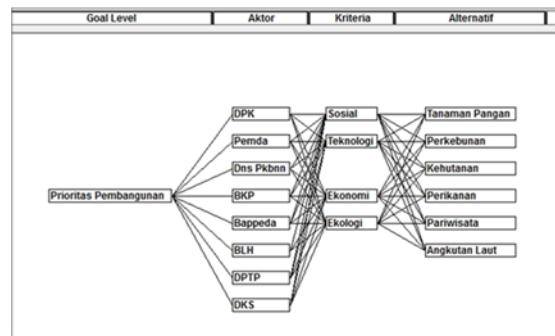 Goal Level Aktor Kriteria Alternatif
DPK Sosial Tanaman Pangan
Pemda Teknologi Perkebunan
Dns Pkbnn Kehutanan
Prioritas Pembangunan BKP Ekonomi Perikanan
Bappeda Ekologi Pariwisata
BLH Angkutan Laut
DPTP
DKS